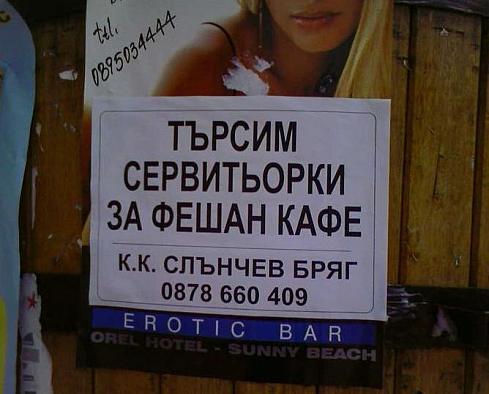 tel.
0895034444
ТЪРСИМ
СЕРВИТЬОРКИ
ЗА ФЕШАН КАФЕ
К.К. СЛЪНЧЕВ БРЯГ
0878 660 409
EROTIC BAR
OREL HOTEL - SUNNY BEACH